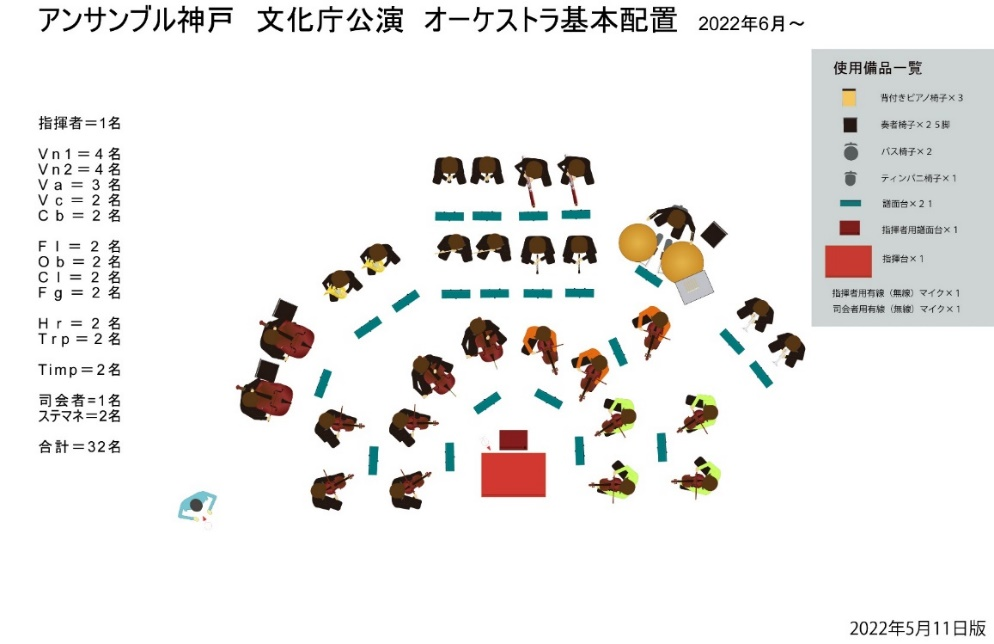 アンサンブル神戸　文化庁公演　オーケストラ基本配置　2022年6月～
使用備品一覧
背付きピアノ椅子×３
奏者椅子×２５脚
バス椅子×２
ティンパニ椅子×１
譜面台×２１
指揮者用譜面台×１
指揮台×１
指揮者用有線（無線）マイク×１
司会者用有線（無線）マイク×１
指揮者＝1名
Ｖｎ１＝４名
Ｖｎ２＝４名
Ｖａ＝３名
Ｖｃ＝２名
Ｃｂ＝２名
Ｆｌ＝２名
Ｏｂ＝２名
Ｃｌ＝２名
Ｆｇ＝２名
Ｈｒ＝２名
Ｔｒｐ＝２名
Ｔｉｍｐ＝２名
司会者=1名
ステマネ=2名
合計＝32名
2022年5月11日版